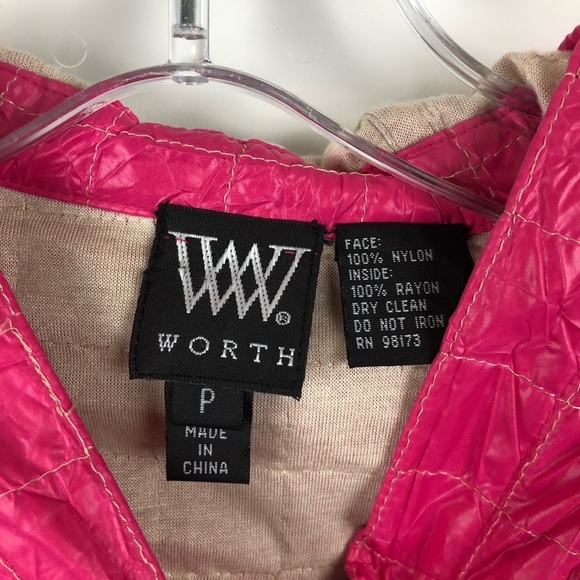 W
®
WORTH
P
MADE
IN
CHINA
FACE:
100% NYLON
INSIDE:
100% RAYON
DRY CLEAN
DO NOT IRON
RN 98173